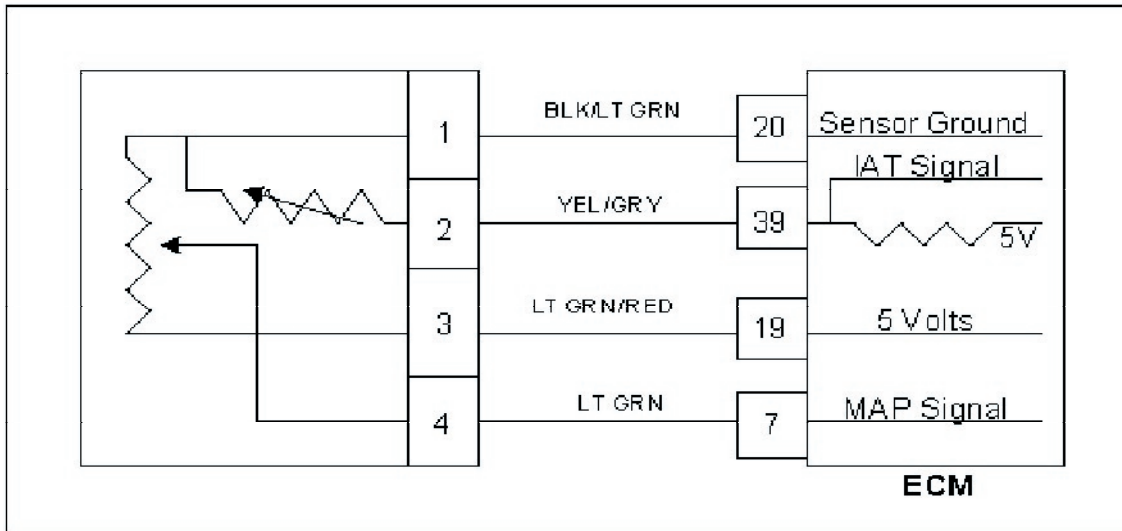 1 BLK/LT GRN 20 Sensor Ground
IAT Signal
2 YEL/GRY 39 5V
3 LT GRN/RED 19 5 Volts
4 LT GRN 7 MAP Signal
ECM